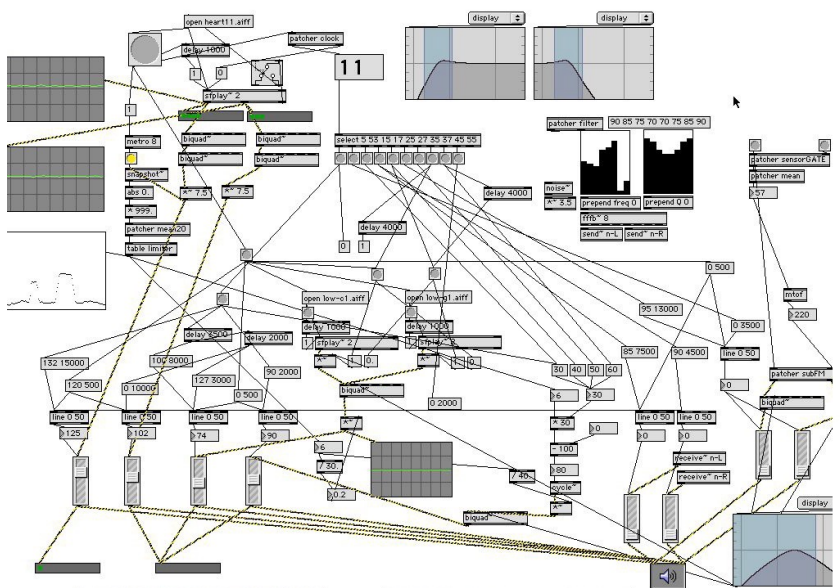 display
display
open heart11.aiff
patcher clock
delay 1000
1
0
11
sfplay~ 2
1
patcher filter
90 85 75 70 70 75 85 90
metro 8
biquad~
biquad~
select 5 53 15 17 25 27 35 37 45 55
biquad~
biquad~
patcher sensorGATE
snapshot~
patcher mean
abs 0.
*~ 7.5
*~ 7.5
delay 4000
noise~
57
* 999.
*~ 3.5
prepend freq 0
prepend Q 0
patcher mean20
delay 4000
fffb~ 8
table limiter
0
1
send~ n-L
send~ n-R
0 500
open low-c1.aiff
open low-g1.aiff
mtof
95 13000
220
delay 1000
delay 1000
0 3500
delay 3500
delay 2000
1
sfplay~ 2
sfplay~ 2
85 7500
90 4500
line 0 50
132 15000
100 8000
*~
1
0.
*~
1
0.
90 2000
30
40
50
60
patcher subFM
120 500
0 10000
127 3000
0
0 500
biquad~
6
30
0 2000
biquad~
line 0 50
line 0 50
line 0 50
line 0 50
line 0 50
line 0 50
*~ 7
* 30
0
125
102
74
90
0
0
6
- 100
receive~ n-L
/ 30.
80
/ 40.
receive~ n-R
0.2
cycle~
display
*~
biquad~